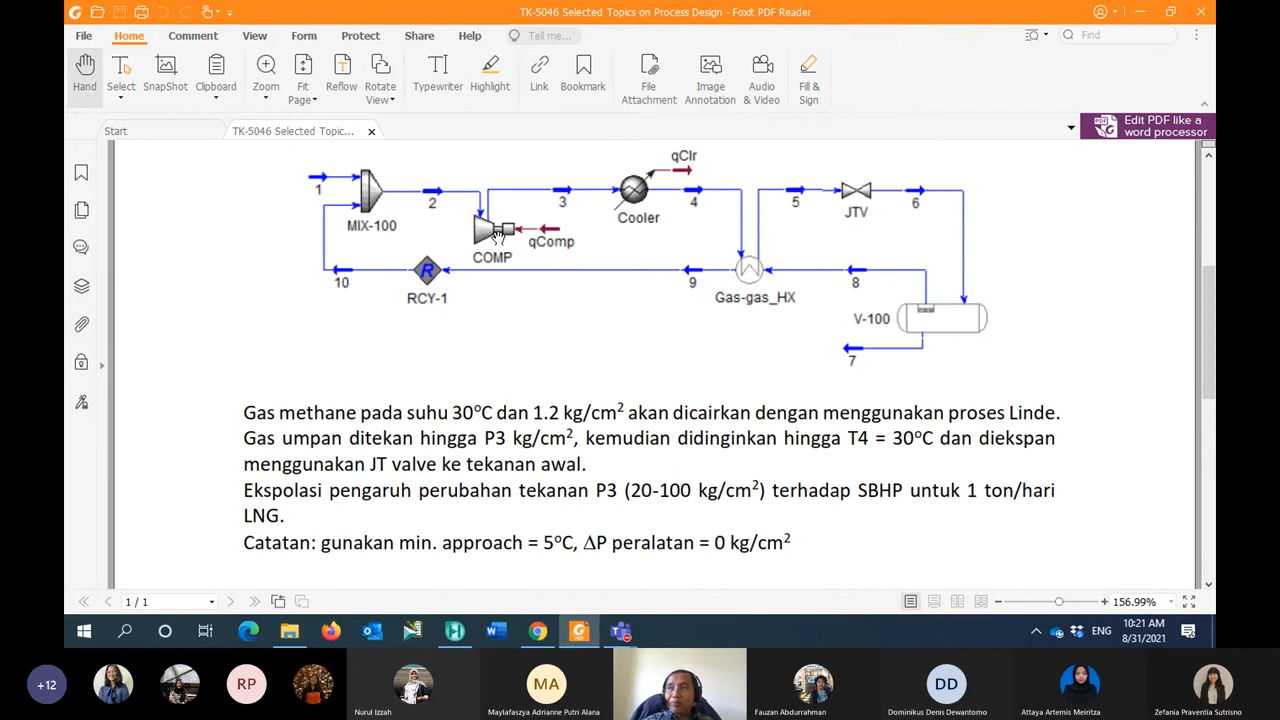 TK-5046 Selected Topics on Process Design - Foxit PDF Reader
File Home Comment View Form Protect Share Help Tell me... Find
Hand Select SnapShot Clipboard Zoom Fit Page Reflow Rotate View Typewriter Highlight Link Bookmark File Attachment Image Annotation Audio & Video Fill & Sign
Start TK-5046 Selected Topic... Edit PDF like a word processor
qClr
1 2 3 4 5 6
MIX-100 Cooler JTV
qComp
COMP
10 9 8
RCY-1 Gas-gas_HX
V-100
7
Gas methane pada suhu 30°C dan 1.2 kg/cm² akan dicairkan dengan menggunakan proses Linde.
Gas umpan ditekan hingga P3 kg/cm², kemudian didinginkan hingga T4 = 30°C dan diekspan
menggunakan JT valve ke tekanan awal.
Ekspolasi pengaruh perubahan tekanan P3 (20-100 kg/cm²) terhadap SBHP untuk 1 ton/hari
LNG.
Catatan: gunakan min. approach = 5°C, ΔP peralatan = 0 kg/cm²
1 / 1 156.99%
ENG 10:21 AM
8/31/2021
+12 RP MA DD
Nurul Izzah Maylafaszya Adrianne Putri Alana Fauzan Abdurrahman Dominikus Denis Dewantomo Attaya Artemis Meiritza Zefania Praventia Sutrisno